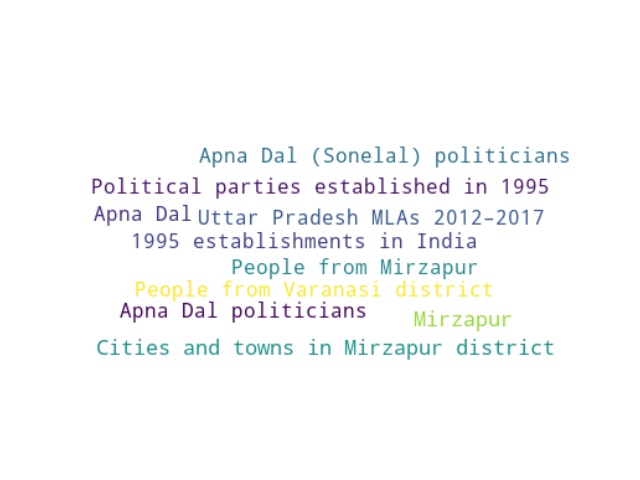 Apna Dal (Sonelal) politicians
Political parties established in 1995
Apna Dal
Uttar Pradesh MLAs 2012–2017
1995 establishments in India
People from Mirzapur
People from Varanasi district
Apna Dal politicians
Mirzapur
Cities and towns in Mirzapur district